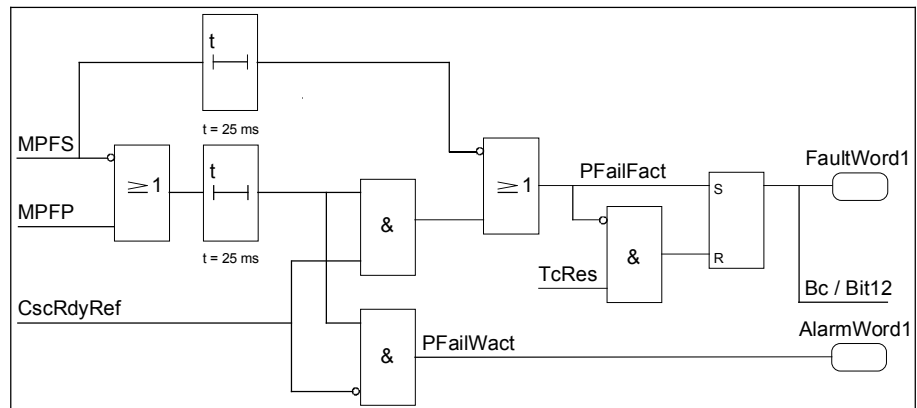 t
t = 25 ms
MPFS
MPFP
≥1
t
t = 25 ms
&
≥1
PFailFact
S
R
FaultWord1
&
TcRes
Bc / Bit12
CscRdyRef
&
PFailWact
AlarmWord1